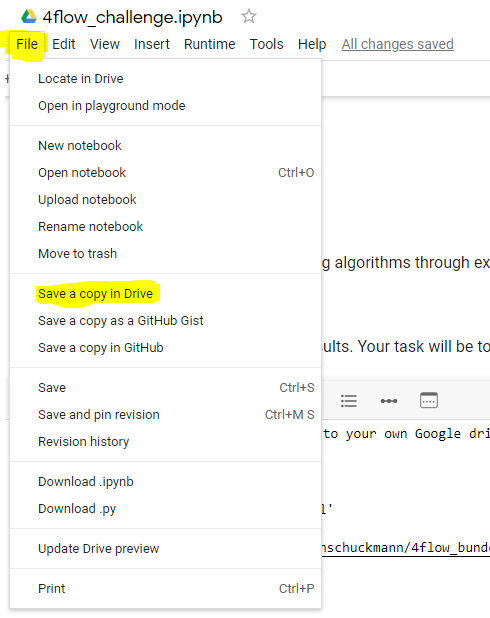 4flow_challenge.ipynb
File Edit View Insert Runtime Tools Help All changes saved
Locate in Drive
Open in playground mode
New notebook
Open notebook Ctrl+O
Upload notebook
Rename notebook
Move to trash
g algorithms through ex
Save a copy in Drive
Save a copy as a GitHub Gist
Save a copy in GitHub
ults. Your task will be to
Save Ctrl+S
Save and pin revision Ctrl+M S
to your own Google dri
Revision history
Download .ipynb
Download .py
l'
Update Drive preview
nschuckmann/4flow_bund
Print Ctrl+P